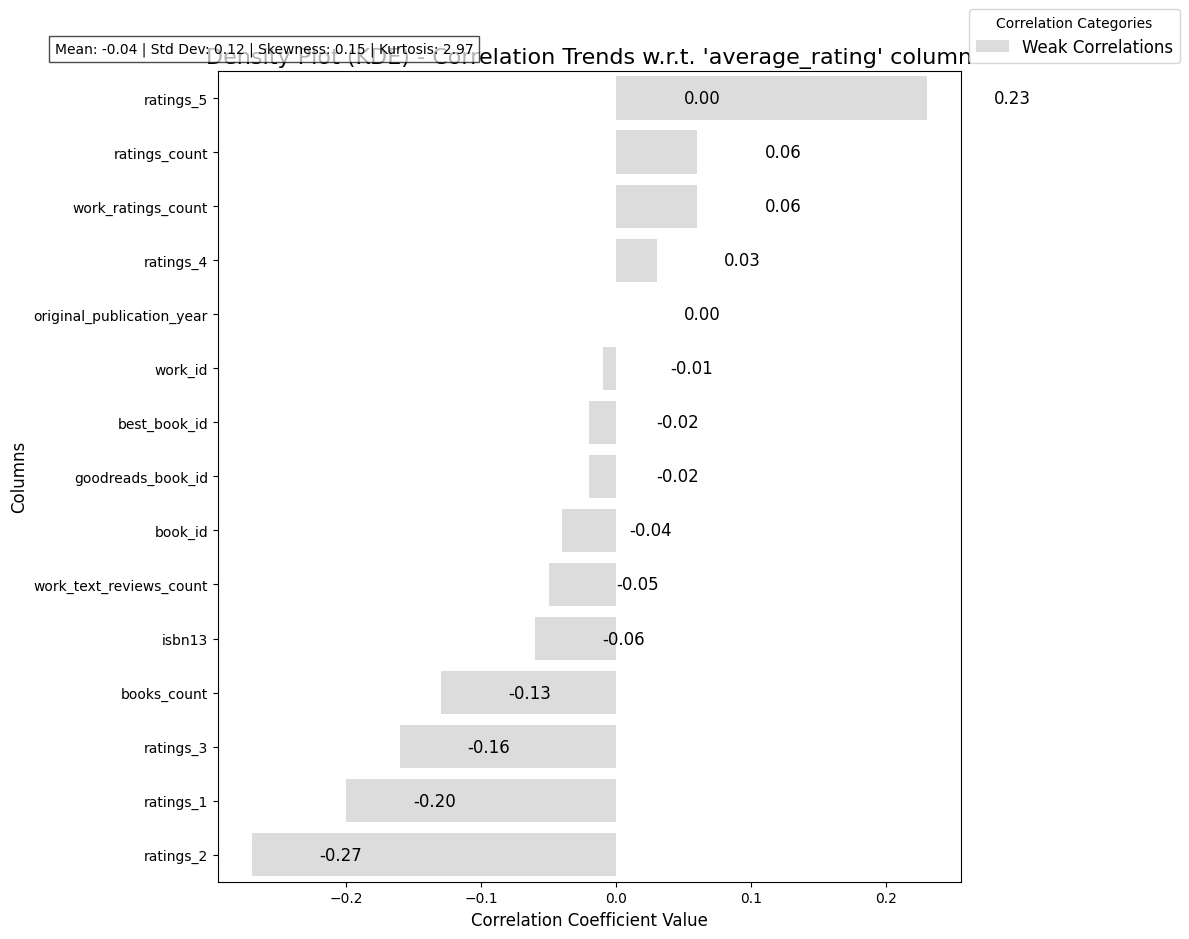 Correlation Categories
Weak Correlations
Mean: -0.04 | Std Dev: 0.12 | Skewness: 0.15 | Kurtosis: 2.97
Density Plot (KDE) - Correlation Trends w.r.t. 'average_rating' column
ratings_5 0.00 0.23
ratings_count 0.06
work_ratings_count 0.06
ratings_4 0.03
original_publication_year 0.00
work_id -0.01
best_book_id -0.02
goodreads_book_id -0.02
book_id -0.04
work_text_reviews_count -0.05
isbn13 -0.06
books_count -0.13
ratings_3 -0.16
ratings_1 -0.20
ratings_2 -0.27
Columns
−0.2 −0.1 0.0 0.1 0.2
Correlation Coefficient Value